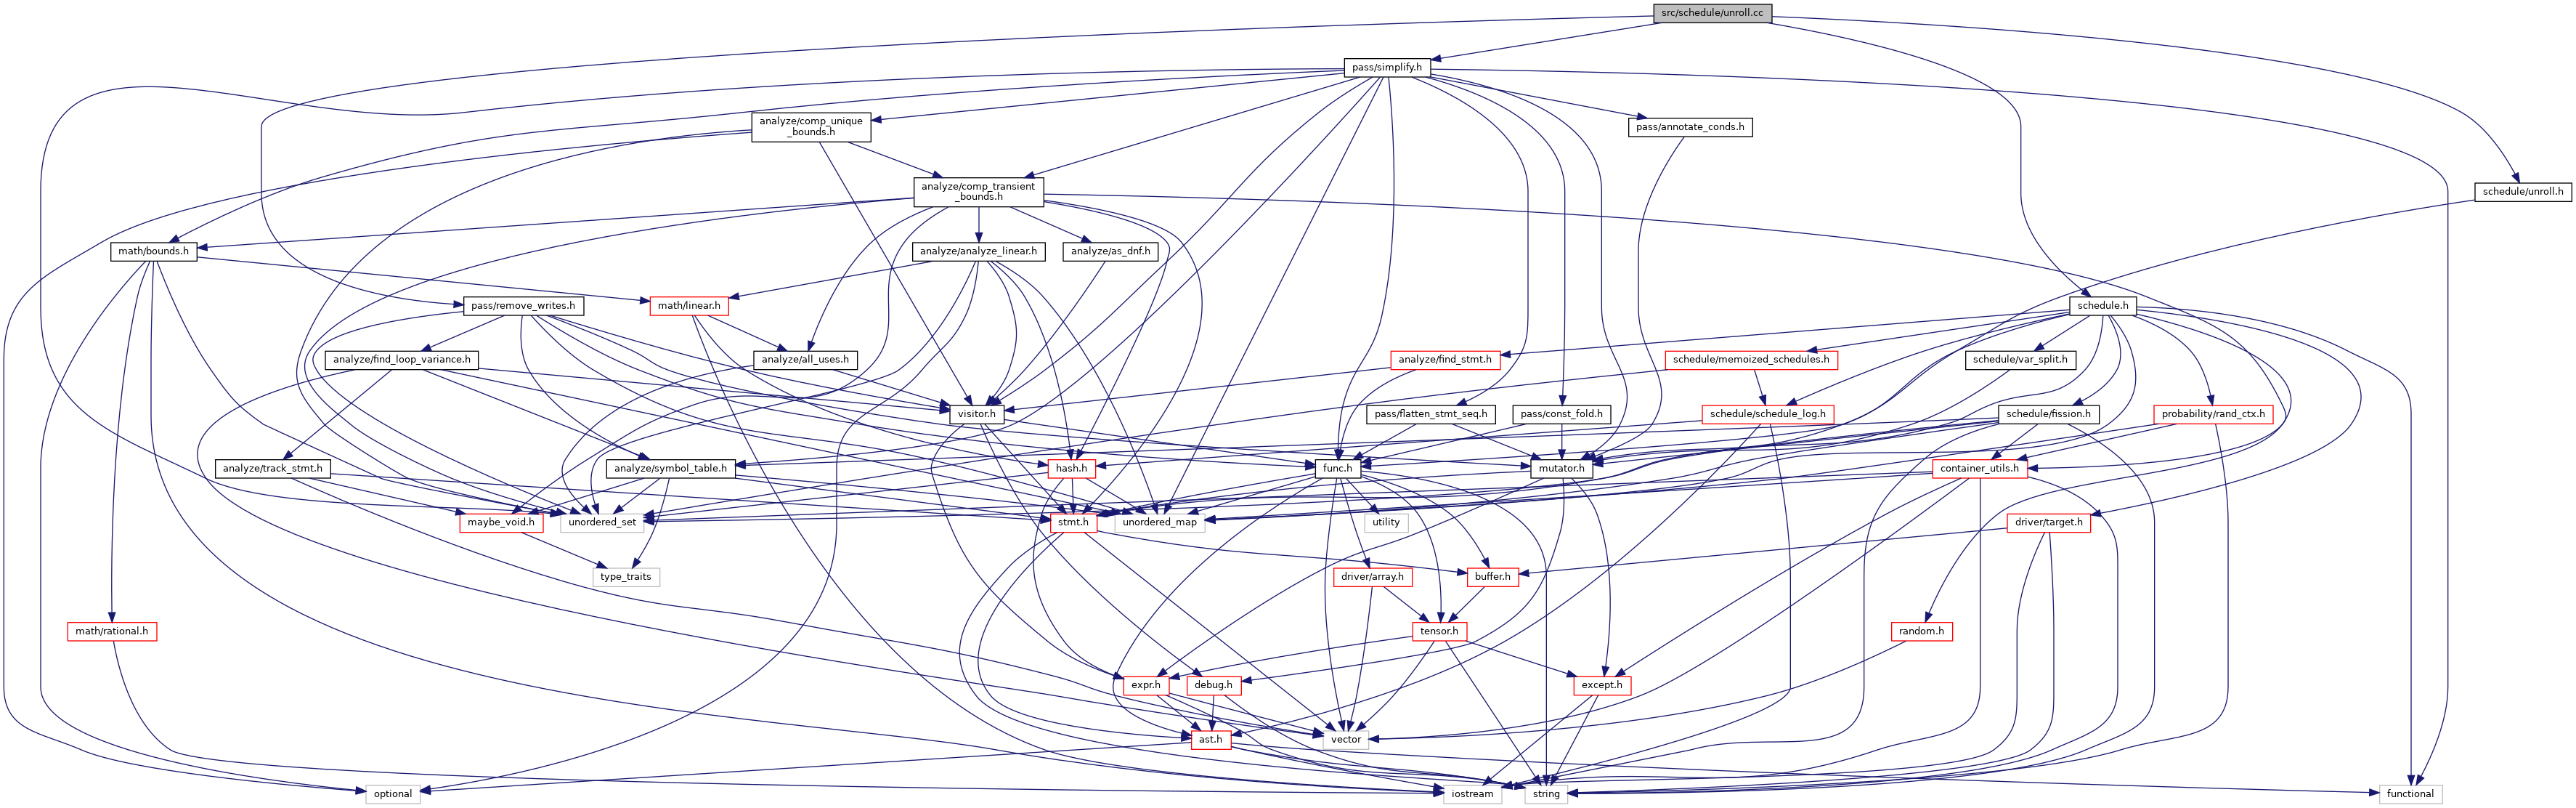 src/schedule/unroll.cc
pass/simplify.h
analyze/comp_unique
_bounds.h
pass/annotate_conds.h
analyze/comp_transient
_bounds.h
schedule/unroll.h
math/bounds.h
analyze/analyze_linear.h
analyze/as_dnf.h
pass/remove_writes.h
math/linear.h
schedule.h
analyze/find_loop_variance.h
analyze/all_uses.h
analyze/find_stmt.h
schedule/memoized_schedules.h
schedule/var_split.h
visitor.h
pass/flatten_stmt_seq.h
pass/const_fold.h
schedule/schedule_log.h
schedule/fission.h
probability/rand_ctx.h
analyze/track_stmt.h
analyze/symbol_table.h
hash.h
func.h
mutator.h
container_utils.h
maybe_void.h
unordered_set
stmt.h
unordered_map
utility
driver/target.h
type_traits
driver/array.h
buffer.h
math/rational.h
tensor.h
random.h
expr.h
debug.h
except.h
ast.h
vector
optional
iostream
string
functional